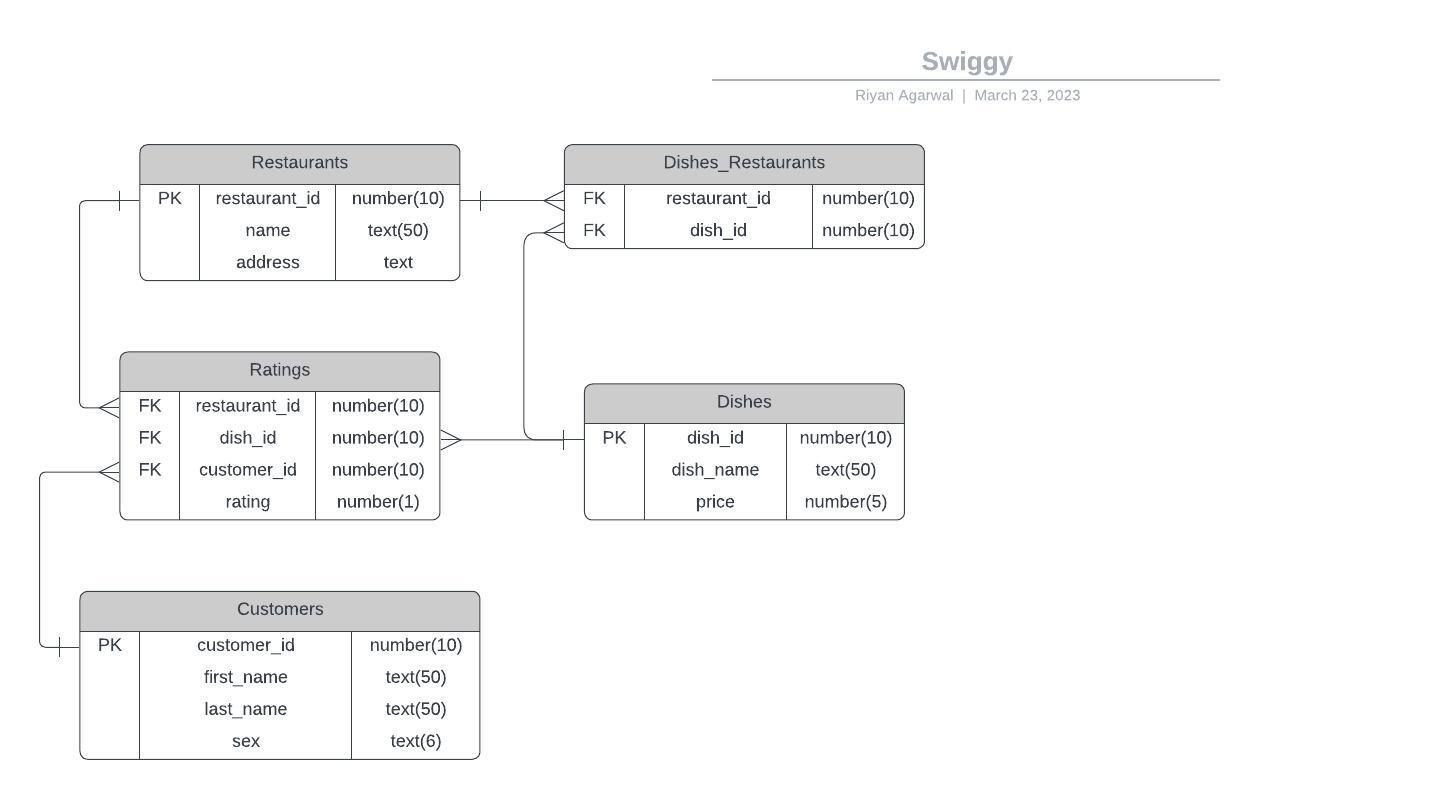 Swiggy
Riyan Agarwal | March 23, 2023
Restaurants
PK restaurant_id number(10)
name text(50)
address text
Dishes_Restaurants
FK restaurant_id number(10)
FK dish_id number(10)
Ratings
FK restaurant_id number(10)
FK dish_id number(10)
FK customer_id number(10)
rating number(1)
Dishes
PK dish_id number(10)
dish_name text(50)
price number(5)
Customers
PK customer_id number(10)
first_name text(50)
last_name text(50)
sex text(6)